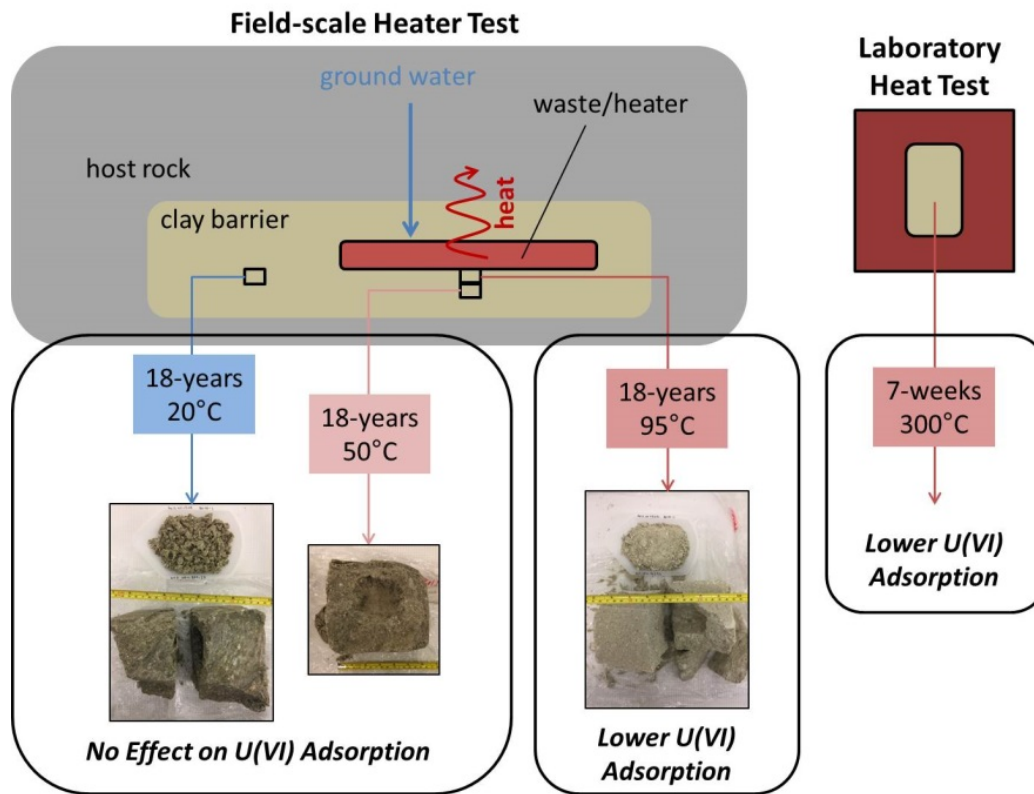 Field-scale Heater Test
ground water
waste/heater
host rock
heat
clay barrier
Laboratory
Heat Test
18-years
20°C
18-years
50°C
18-years
95°C
7-weeks
300°C
No Effect on U(VI) Adsorption
Lower U(VI)
Adsorption
Lower U(VI)
Adsorption